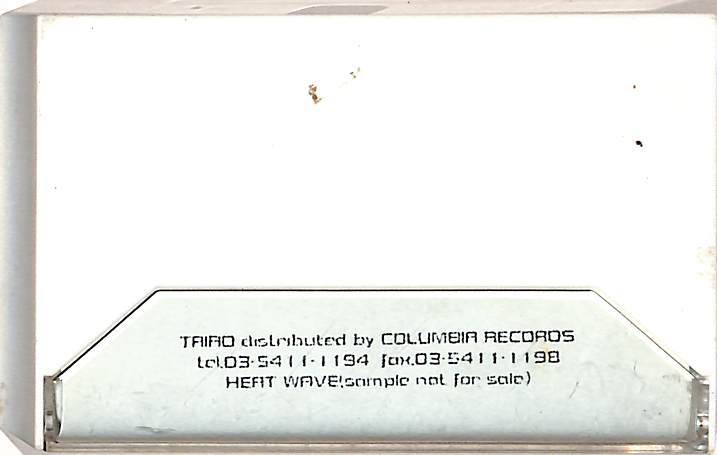 TAIRO distributed by COLUMBIA RECORDS
tel.03-5411-1194 fax.03-5411-1198
HEAT WAVE(sample not for sale)